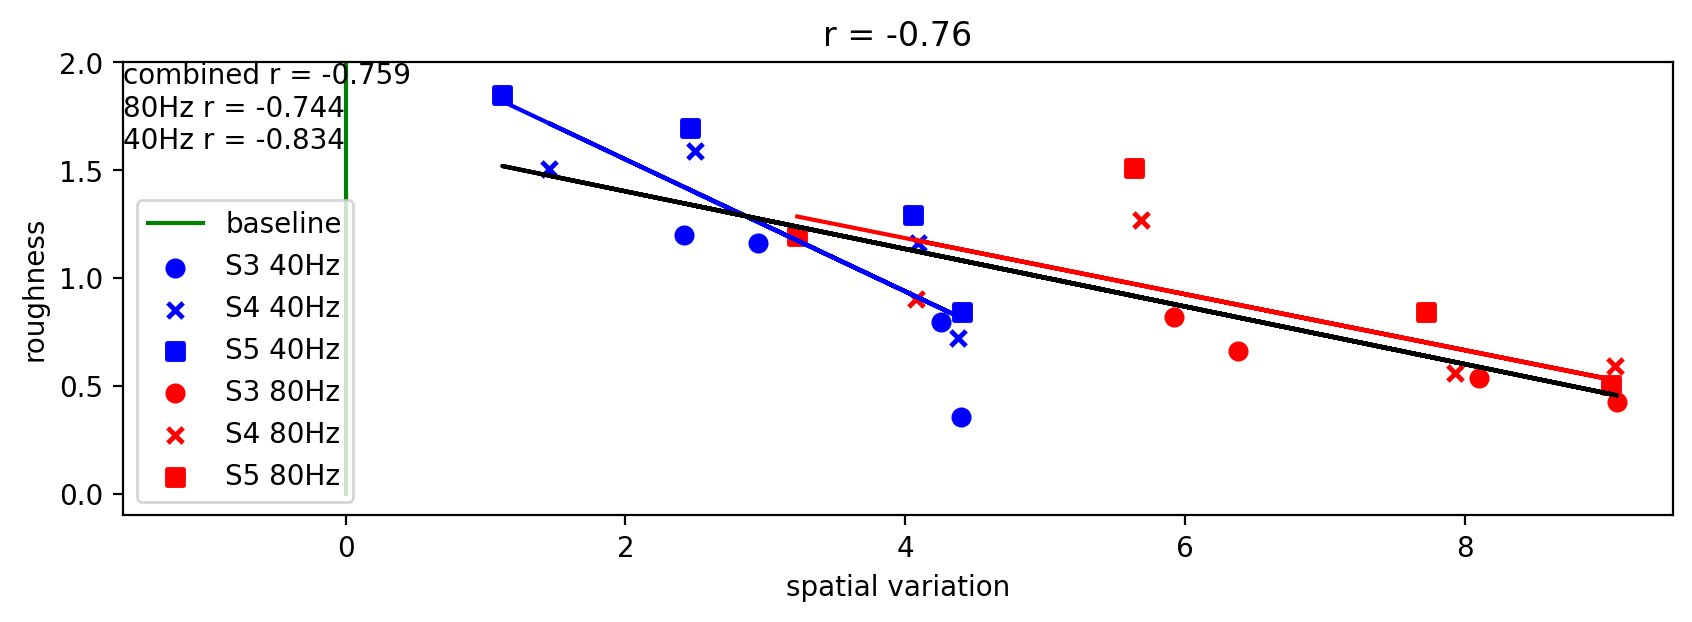 r = -0.76
combined r = -0.759
80Hz r = -0.744
40Hz r = -0.834
2.0
1.5
1.0
0.5
0.0
roughness
baseline
S3 40Hz
S4 40Hz
S5 40Hz
S3 80Hz
S4 80Hz
S5 80Hz
0 2 4 6 8
spatial variation